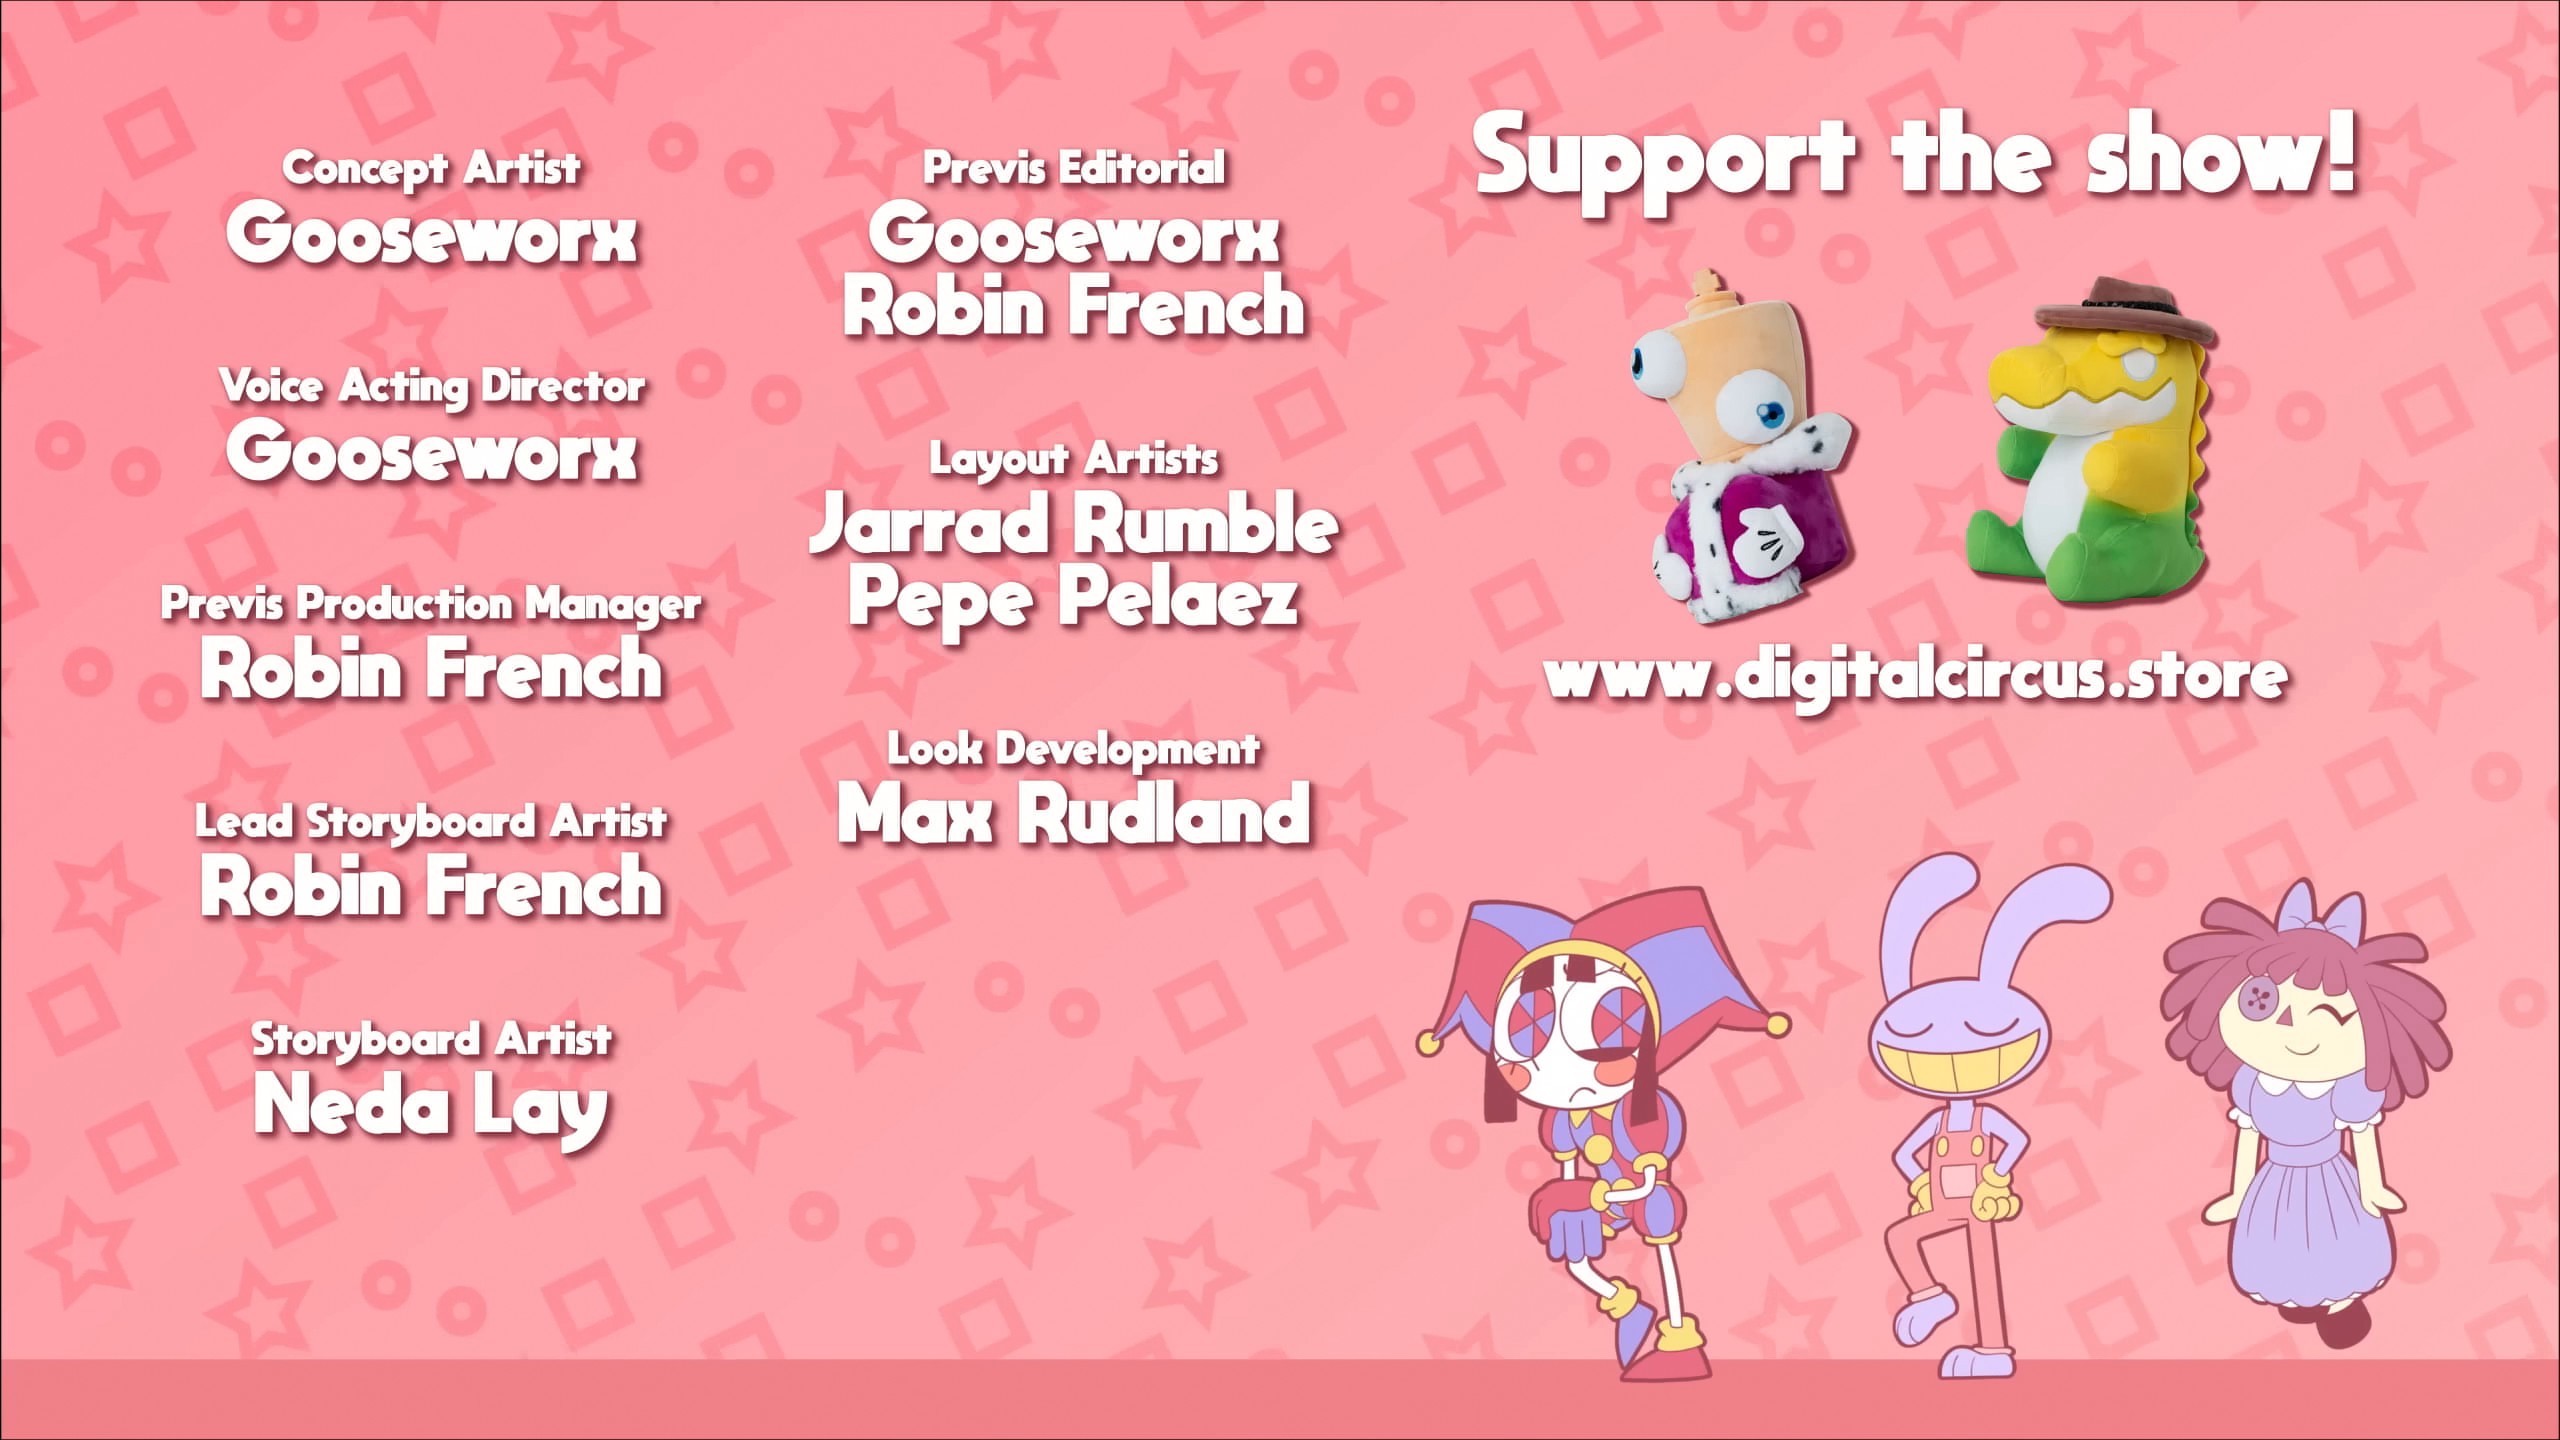 Concept Artist
Gooseworx
Voice Acting Director
Gooseworx
Previs Production Manager
Robin French
Lead Storyboard Artist
Robin French
Storyboard Artist
Neda Lay
Previs Editorial
Gooseworx
Robin French
Layout Artists
Jarrad Rumble
Pepe Pelaez
Look Development
Max Rudland
Support the show!
www.digitalcircus.store